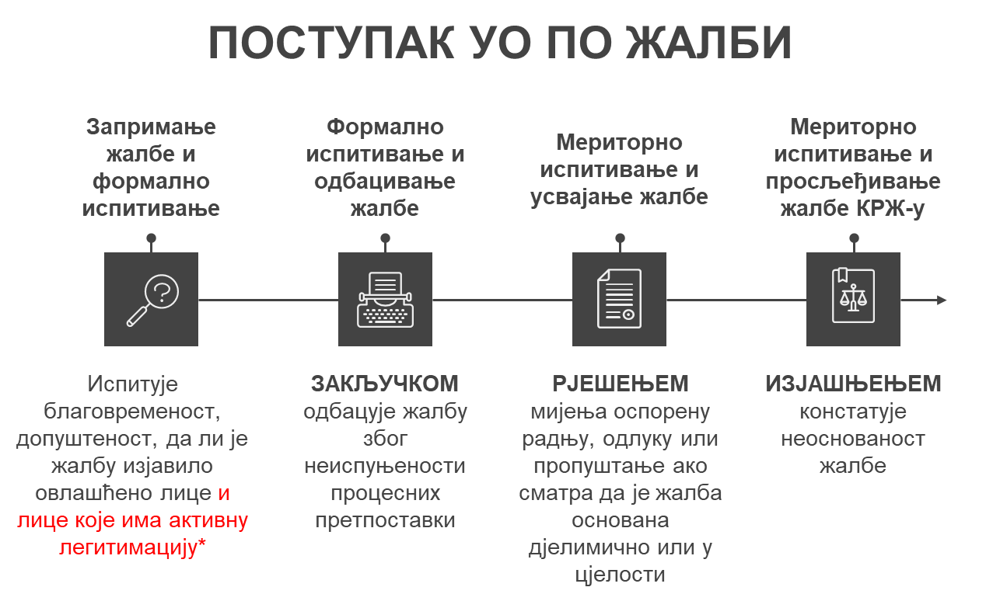 ПОСТУПАК УО ПО ЖАЛБИ
Запримање
жалбе и
формално
испитивање
Формално
испитивање и
одбацивање
жалбе
Мериторно
испитивање и
усвајање жалбе
Мериторно
испитивање и
просљеђивање
жалбе КРЖ-у
?
Испитује
благовременост,
допуштеност, да ли је
жалбу изјавило
овлашћено лице и
лице које има активну
легитимацију*
ЗАКЉУЧКОМ
одбацује жалбу
због
неиспуњености
процесних
претпоставки
РЈЕШЕЊЕМ
мијења оспорену
радњу, одлуку или
пропуштање ако
сматра да је жалба
основана
дјелимично или у
цјелости
ИЗЈАШЊЕЊЕМ
констатује
неоснованост
жалбе